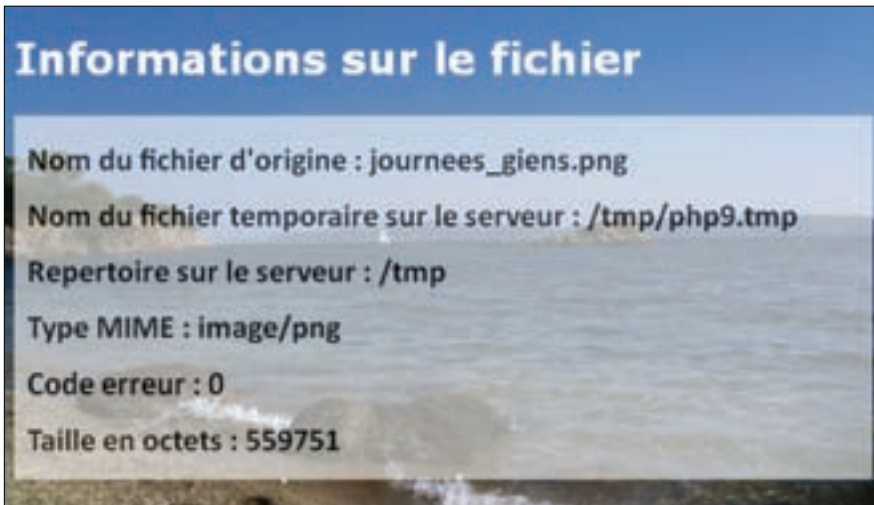 Informations sur le fichier
Nom du fichier d'origine : journees_giens.png
Nom du fichier temporaire sur le serveur : /tmp/php9.tmp
Repertoire sur le serveur : /tmp
Type MIME : image/png
Code erreur : 0
Taille en octets : 559751